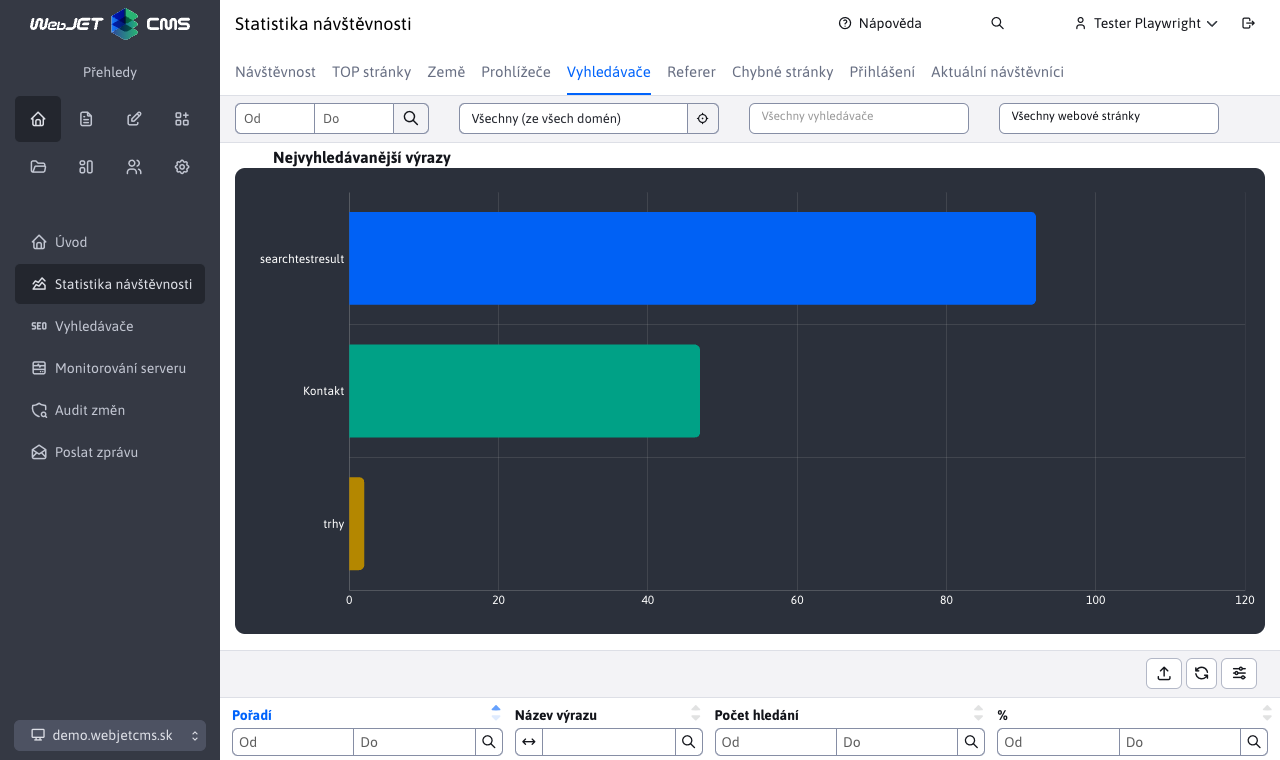 WebJET CMS
Přehledy
Úvod
Statistika návštěvnosti
Vyhledávače
Monitorování serveru
Audit změn
Poslat zprávu
demo.webjetcms.sk
Statistika návštěvnosti
Nápověda
Tester Playwright
Návštěvnost TOP stránky Země Prohlížeče Vyhledávače Referer Chybné stránky Přihlášení Aktuální návštěvníci
Od Do Všechny (ze všech domén) Všechny vyhledávače Všechny webové stránky
Nejvyhledávanější výrazy
searchtestresult
Kontakt
trhy
0 20 40 60 80 100 120
Pořadí Název výrazu Počet hledání %
Od Do Od Do Od Do